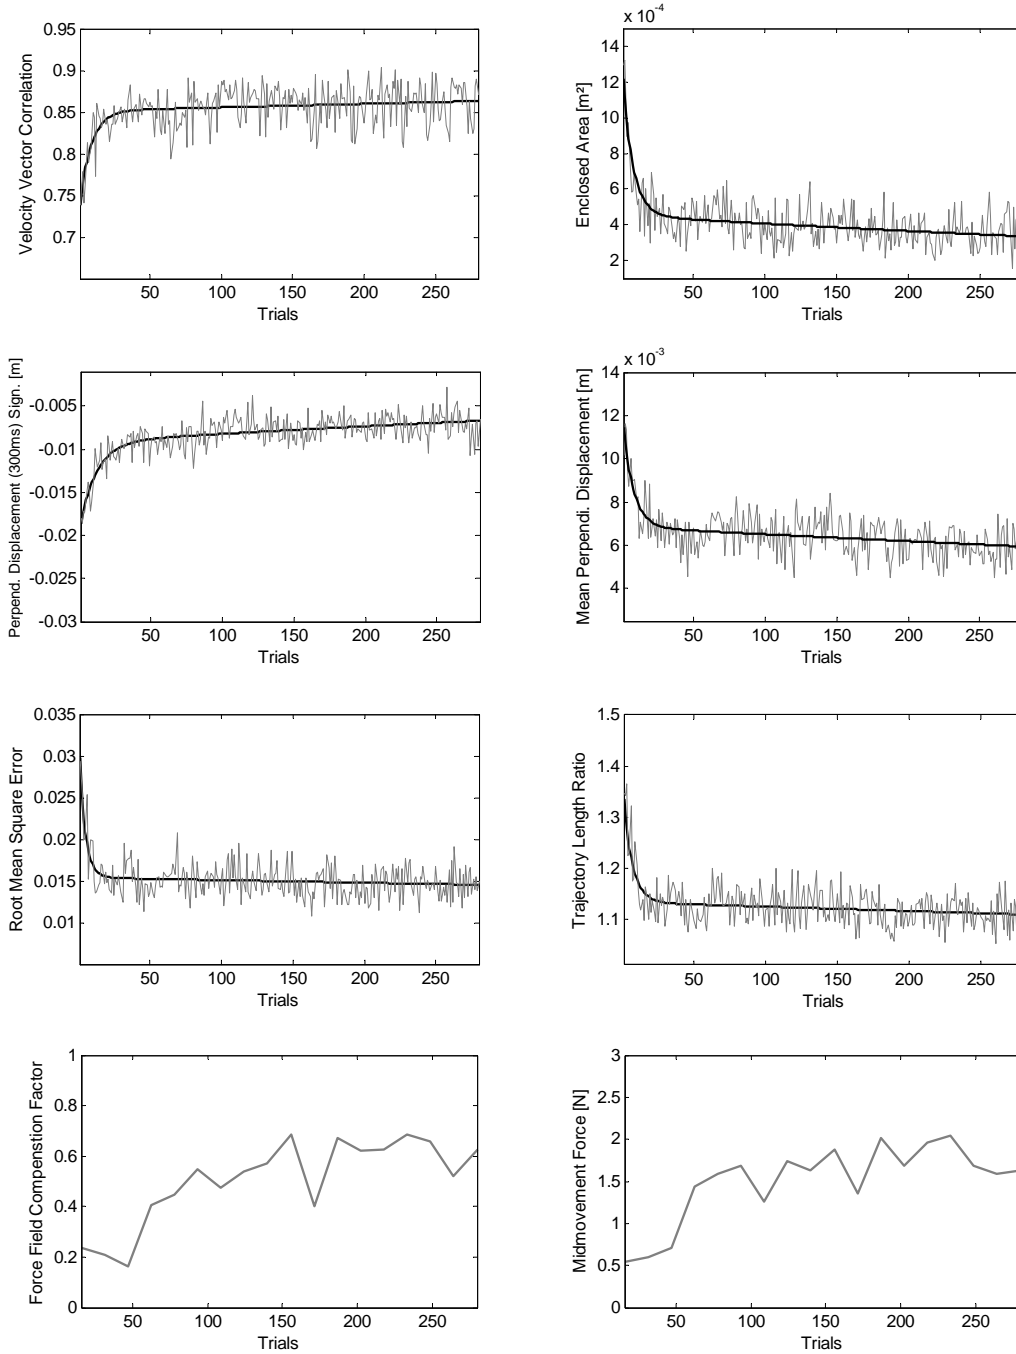 0.95
0.9
0.85
0.8
0.75
0.7
50 100 150 200 250
Trials
Velocity Vector Correlation
x 10-4
14
12
10
8
6
4
2
50 100 150 200 250
Trials
Enclosed Area [m²]
-0.005
-0.01
-0.015
-0.02
-0.025
-0.03
50 100 150 200 250
Trials
Perpend. Displacement (300ms) Sign. [m]
x 10-3
14
12
10
8
6
4
50 100 150 200 250
Trials
Mean Perpendi. Displacement [m]
0.035
0.03
0.025
0.02
0.015
0.01
50 100 150 200 250
Trials
Root Mean Square Error
1.5
1.4
1.3
1.2
1.1
50 100 150 200 250
Trials
Trajectory Length Ratio
1
0.8
0.6
0.4
0.2
0
50 100 150 200 250
Trials
Force Field Compenstion Factor
3
2.5
2
1.5
1
0.5
0
50 100 150 200 250
Trials
Midmovement Force [N]